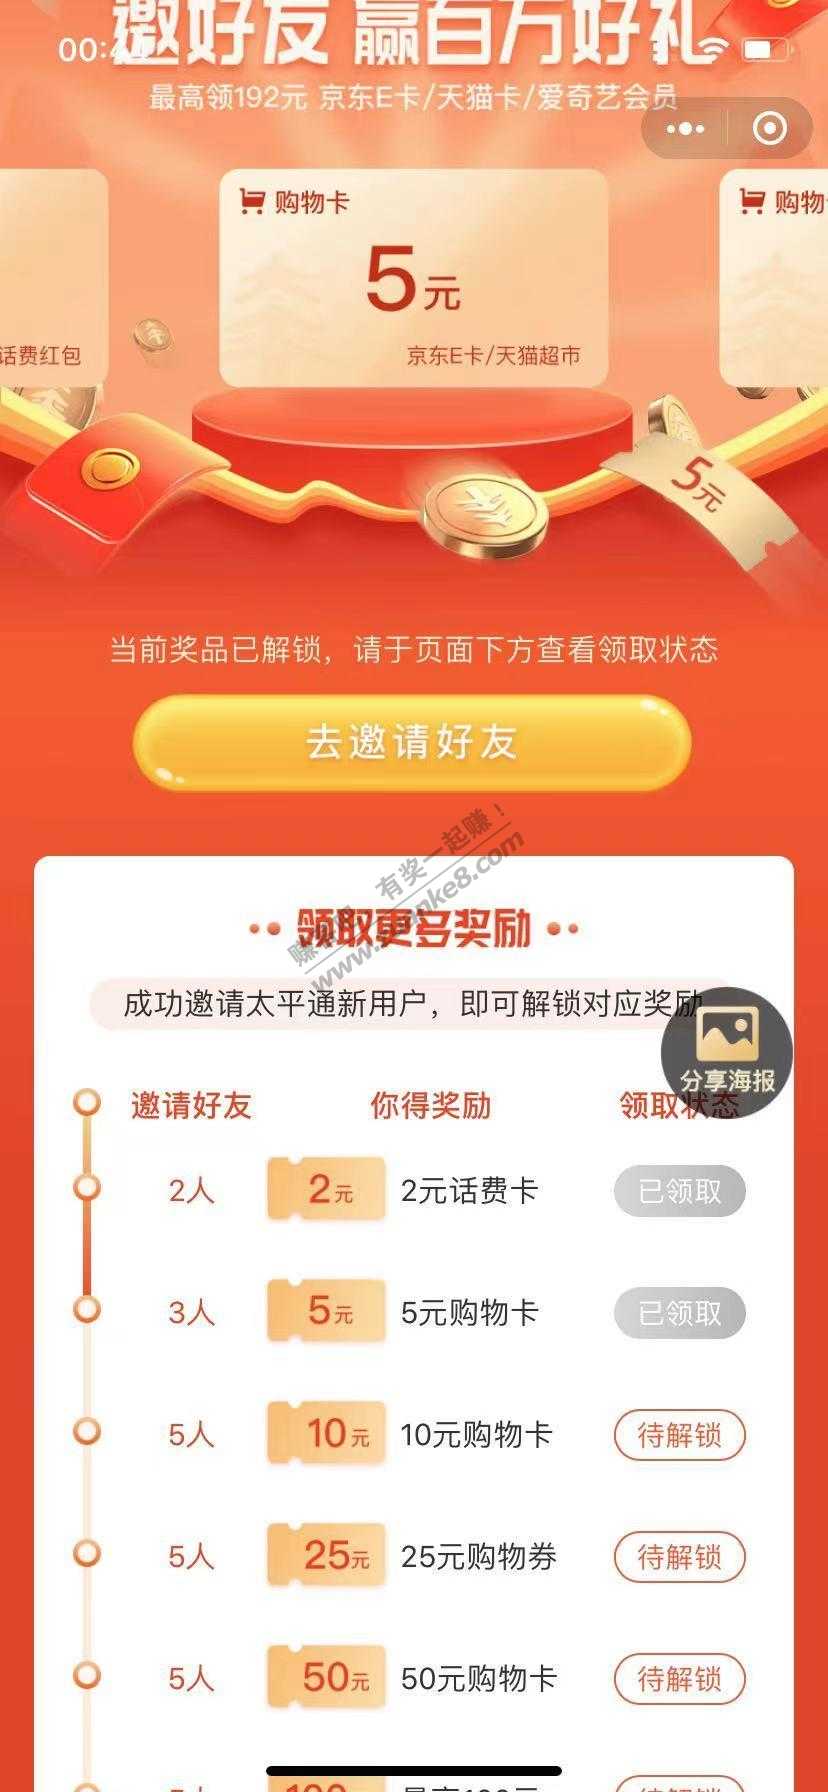 邀好友 赢百万好礼
00:4
最高领192元 京东E卡/天猫卡/爱奇艺会员
购物卡
5元
京东E卡/天猫超市
话费红包
购物
5元
当前奖品已解锁，请于页面下方查看领取状态
去邀请好友
有奖一起赚！
领取更多奖励
成功邀请太平通新用户，即可解锁对应奖励
分享海报
邀请好友 你得奖励 领取状态
2人 2元 2元话费卡 已领取
3人 5元 5元购物卡 已领取
5人 10元 10元购物卡 待解锁
5人 25元 25元购物券 待解锁
5人 50元 50元购物卡 待解锁